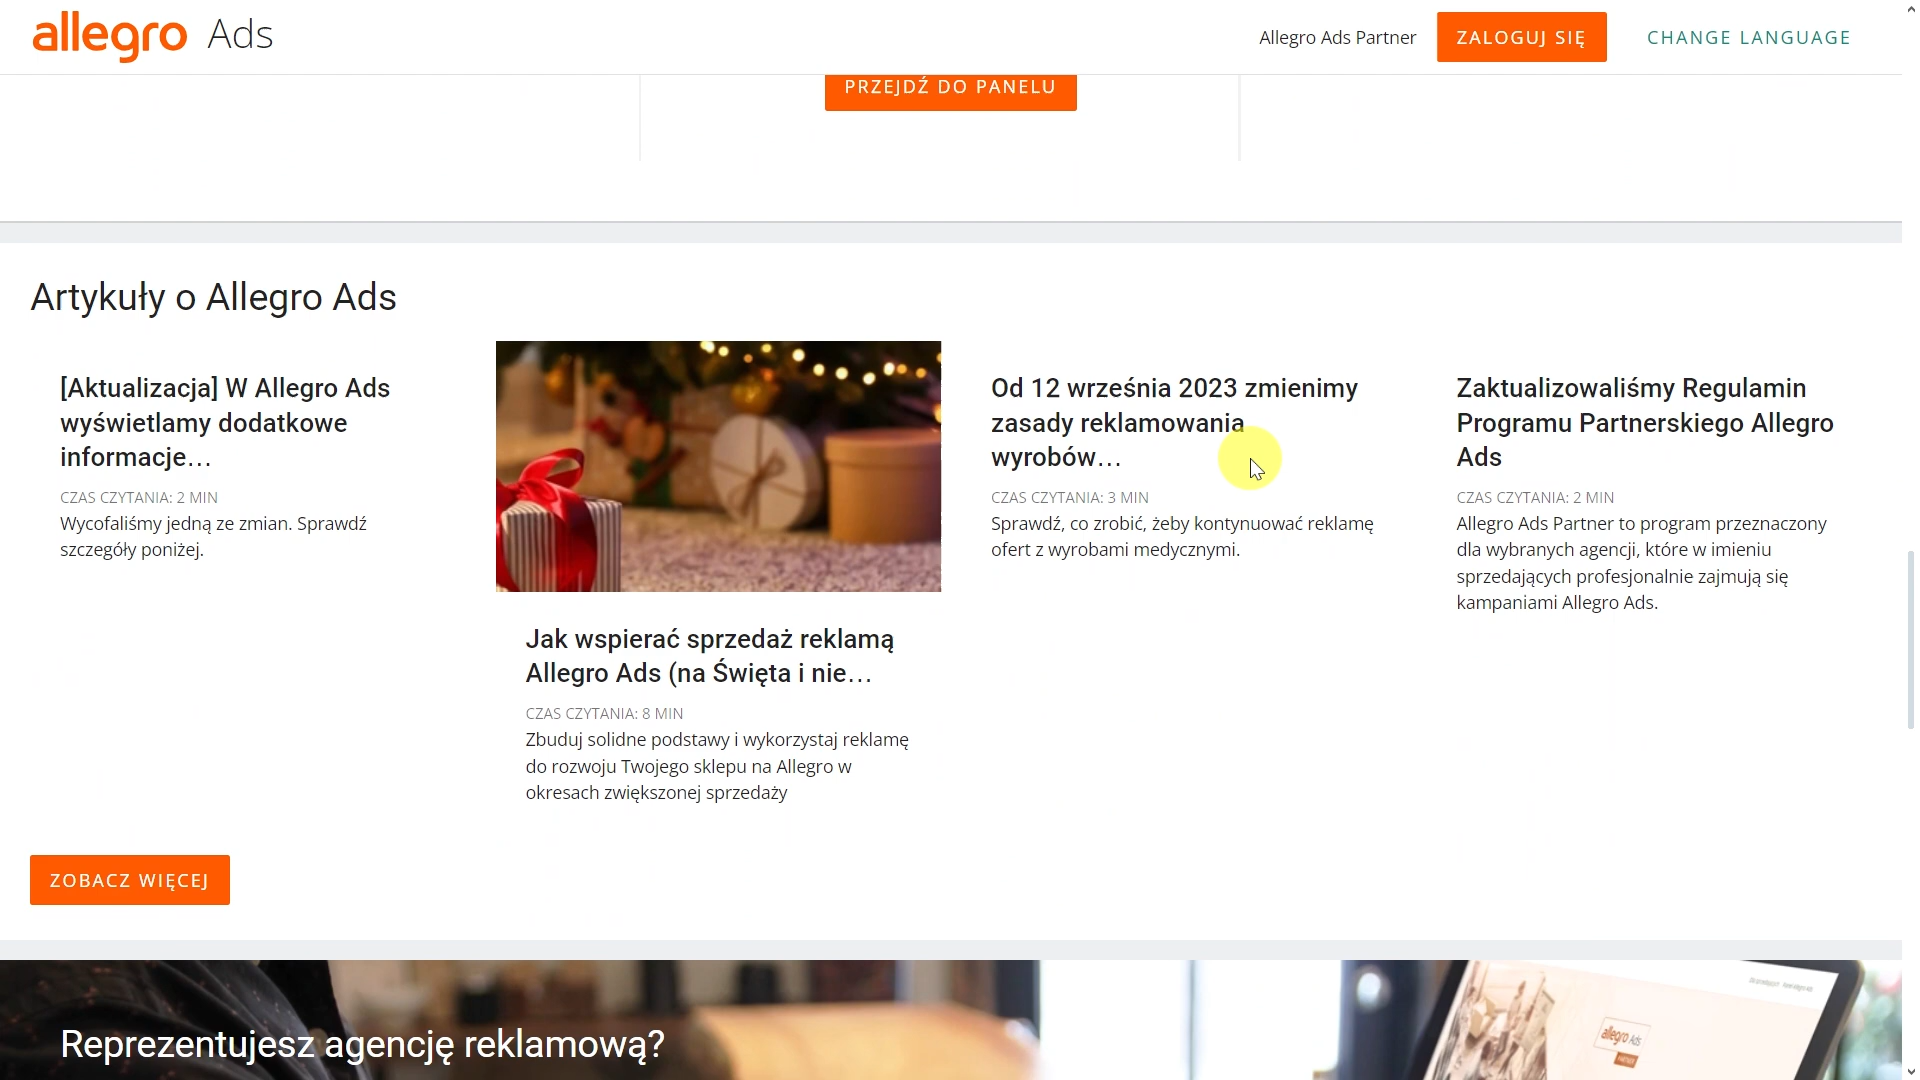 allegro Ads
Allegro Ads Partner
ZALOGUJ SIĘ
CHANGE LANGUAGE
PRZEJDŹ DO PANELU
Artykuły o Allegro Ads
[Aktualizacja] W Allegro Ads
wyświetlamy dodatkowe
informacje…
CZAS CZYTANIA: 2 MIN
Wycofaliśmy jedną ze zmian. Sprawdź
szczegóły poniżej.
Jak wspierać sprzedaż reklamą
Allegro Ads (na Święta i nie…
CZAS CZYTANIA: 8 MIN
Zbuduj solidne podstawy i wykorzystaj reklamę
do rozwoju Twojego sklepu na Allegro w
okresach zwiększonej sprzedaży
Od 12 września 2023 zmienimy
zasady reklamowania
wyrobów…
CZAS CZYTANIA: 3 MIN
Sprawdź, co zrobić, żeby kontynuować reklamę
ofert z wyrobami medycznymi.
Zaktualizowaliśmy Regulamin
Programu Partnerskiego Allegro
Ads
CZAS CZYTANIA: 2 MIN
Allegro Ads Partner to program przeznaczony
dla wybranych agencji, które w imieniu
sprzedających profesjonalnie zajmują się
kampaniami Allegro Ads.
ZOBACZ WIĘCEJ
Reprezentujesz agencję reklamową?
allegro Ads
PARTNER